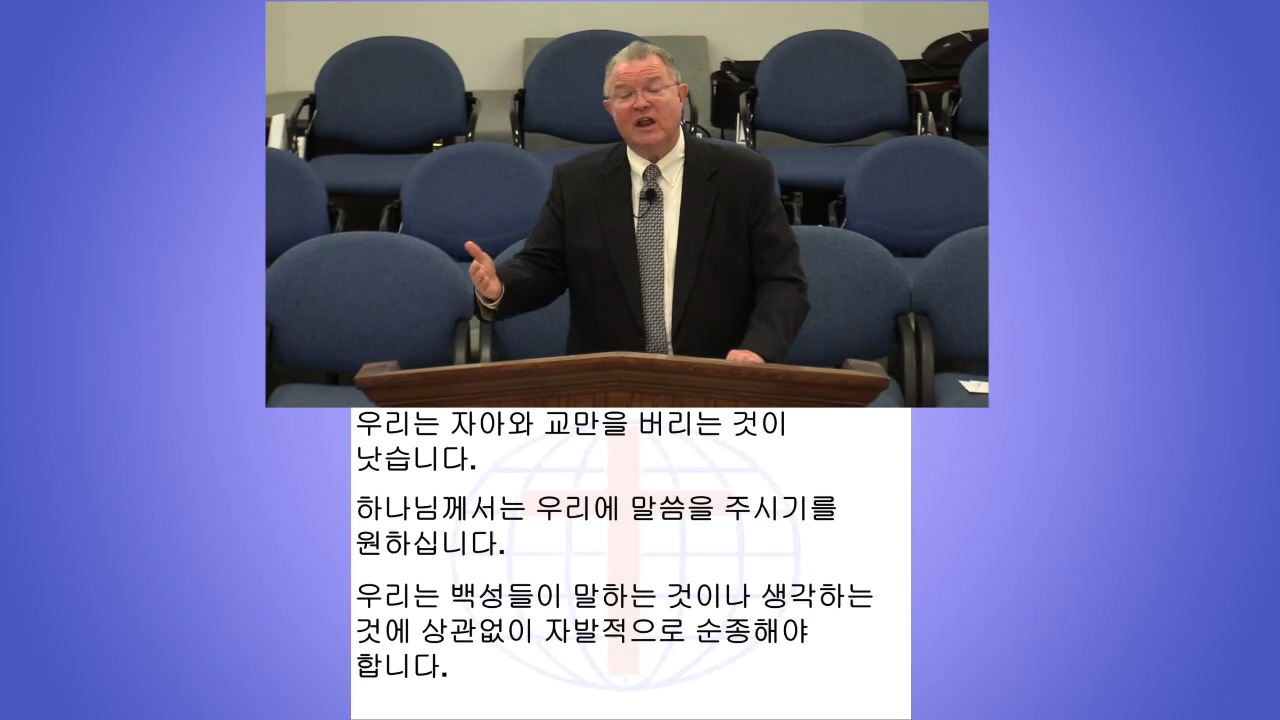 우리는 자아와 교만을 버리는 것이
낫습니다.
하나님께서는 우리에 말씀을 주시기를
원하십니다.
우리는 백성들이 말하는 것이나 생각하는
것에 상관없이 자발적으로 순종해야
합니다.